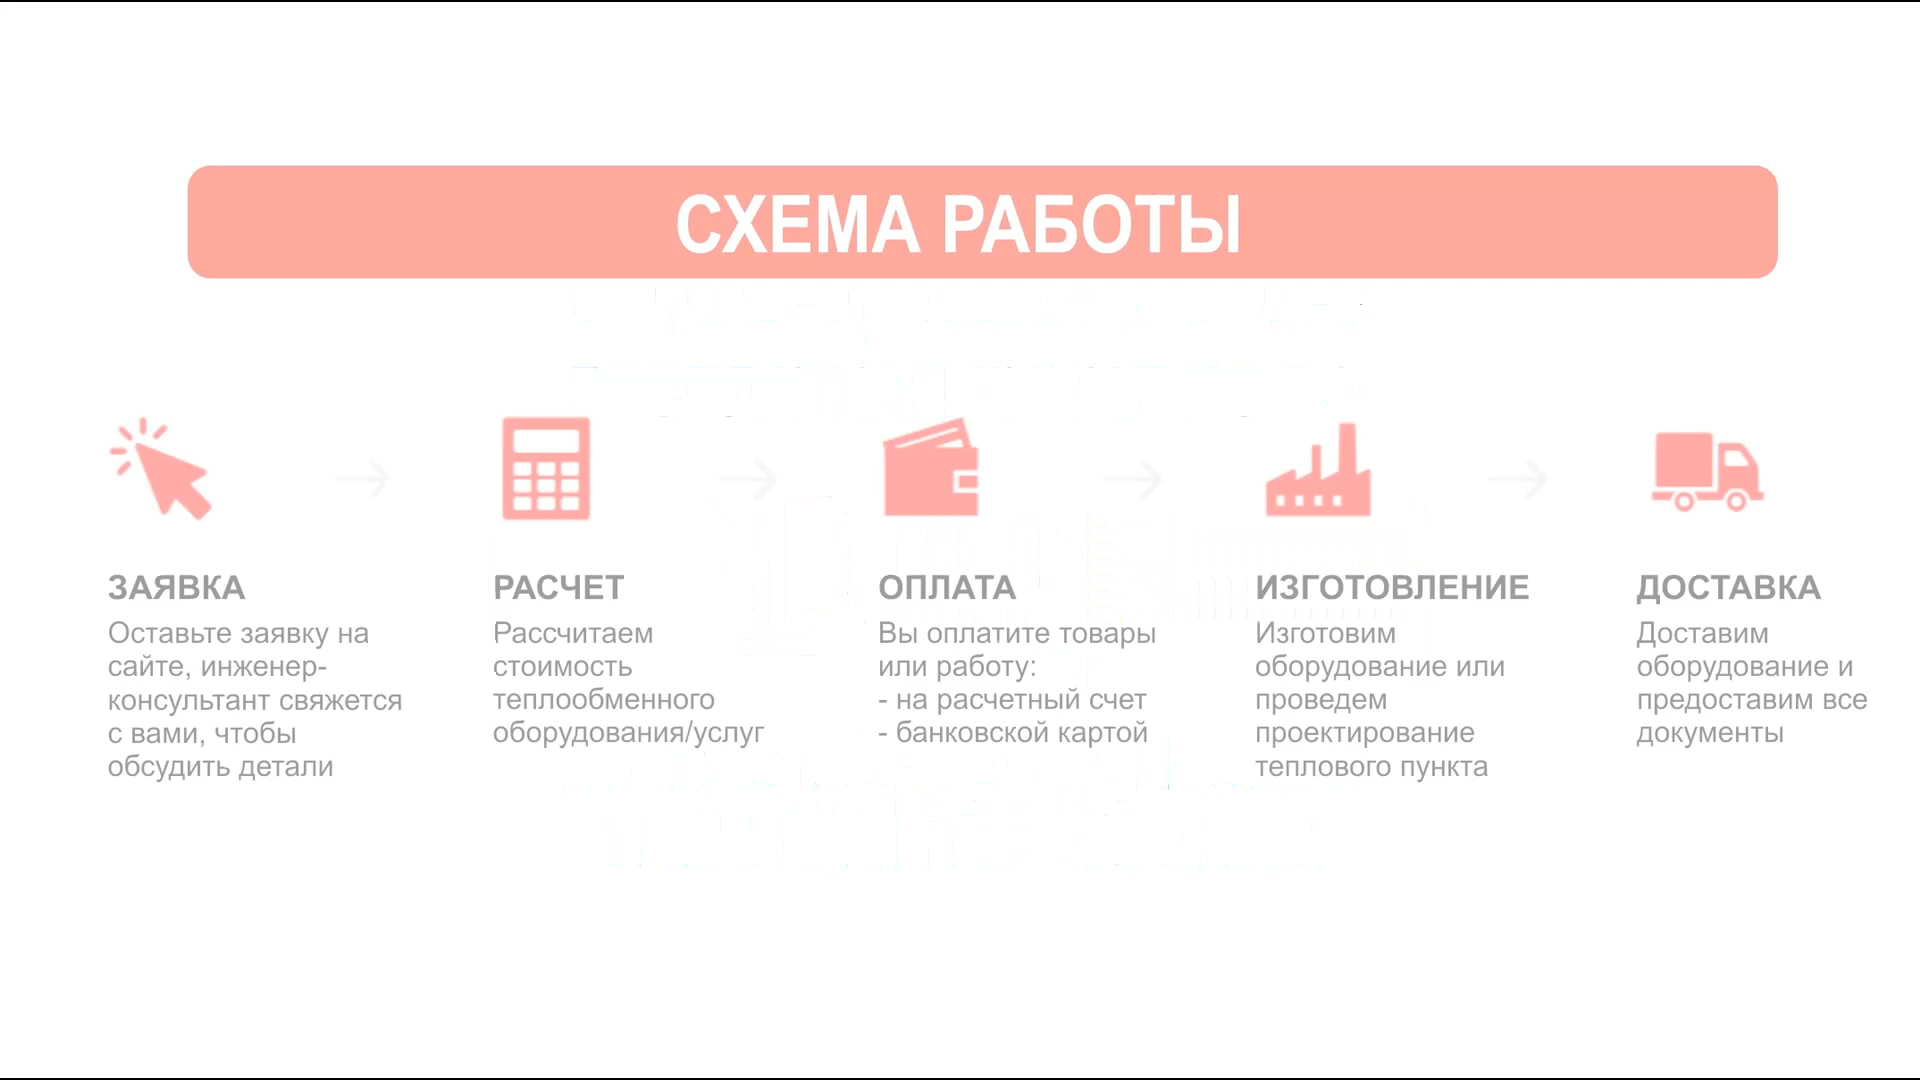 СХЕМА РАБОТЫ
ЗАЯВКА
Оставьте заявку на
сайте, инженер-
консультант свяжется
с вами, чтобы
обсудить детали
РАСЧЕТ
Рассчитаем
стоимость
теплообменного
оборудования/услуг
ОПЛАТА
Вы оплатите товары
или работу:
- на расчетный счет
- банковской картой
ИЗГОТОВЛЕНИЕ
Изготовим
оборудование или
проведем
проектирование
теплового пункта
ДОСТАВКА
Доставим
оборудование и
предоставим все
документы